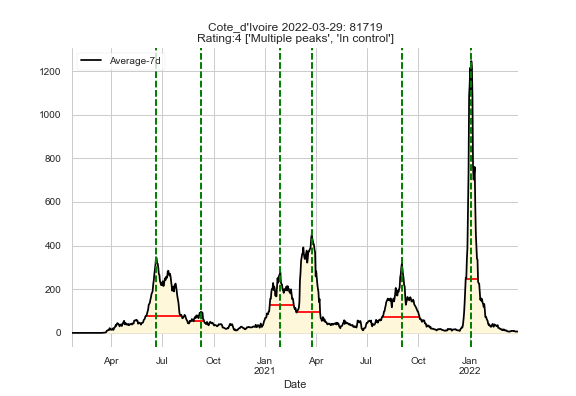 Cote_d'Ivoire 2022-03-29: 81719
Rating:4 ['Multiple peaks', 'In control']
Average-7d
1200
1000
800
600
400
200
0
Apr Jul Oct Jan Apr Jul Oct Jan
2021 2022
Date